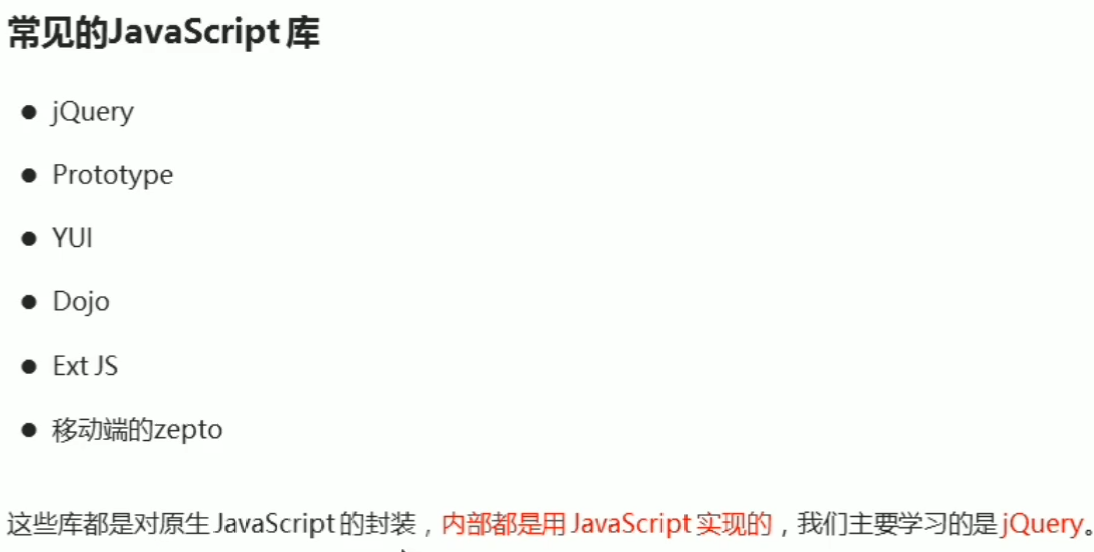 常见的JavaScript 库
● jQuery
● Prototype
● YUI
● Dojo
● Ext JS
● 移动端的zepto
这些库都是对原生 JavaScript 的封装，内部都是用 JavaScript 实现的，我们主要学习的是 jQuery。